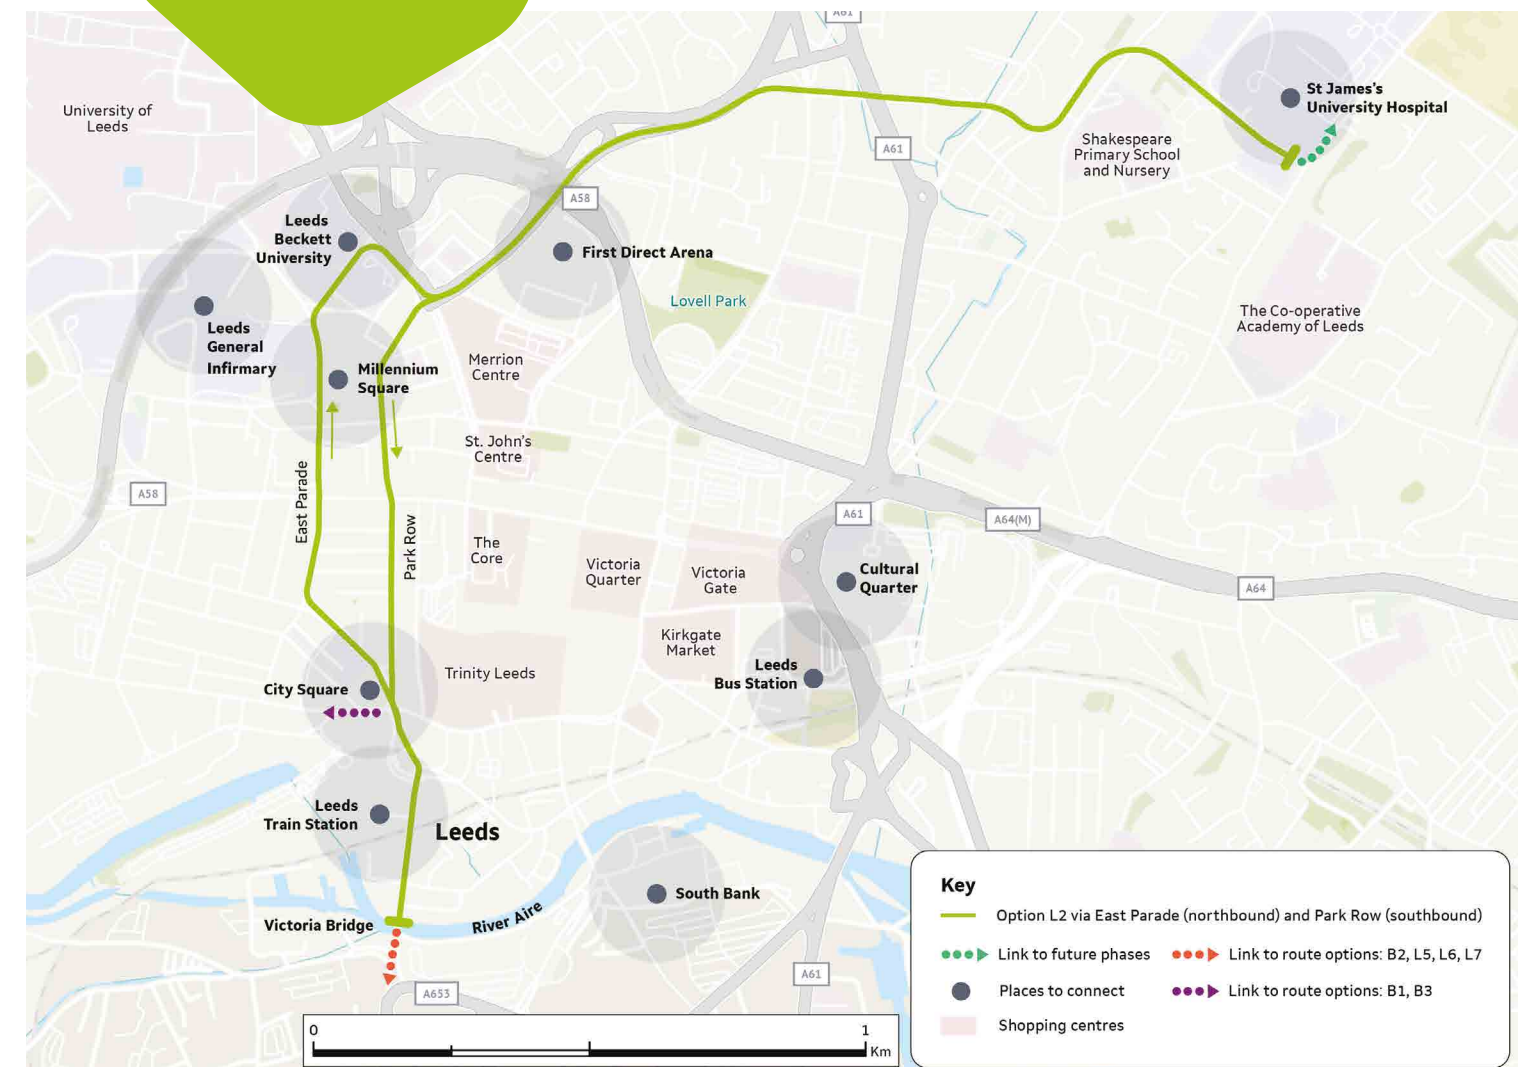 A61
St James's
University Hospital
University of
Leeds
A61
Shakespeare
Primary School
and Nursery
A58
Leeds
Beckett
University
First Direct Arena
Lovell Park
The Co-operative
Academy of Leeds
Leeds
General
Infirmary
Merrion
Centre
Millennium
Square
St. John's
Centre
East Parade
A58
Park Row
A61
A64(M)
The
Core
Victoria
Quarter
Victoria
Gate
Cultural
Quarter
A64
Kirkgate
Market
Trinity Leeds
Leeds
Bus Station
City Square
Leeds
Train Station
Leeds
South Bank
River Aire
Victoria Bridge
A61
A653
0
1
Km
Key
Option L2 via East Parade (northbound) and Park Row (southbound)
Link to future phases
Link to route options: B2, L5, L6, L7
Places to connect
Link to route options: B1, B3
Shopping centres